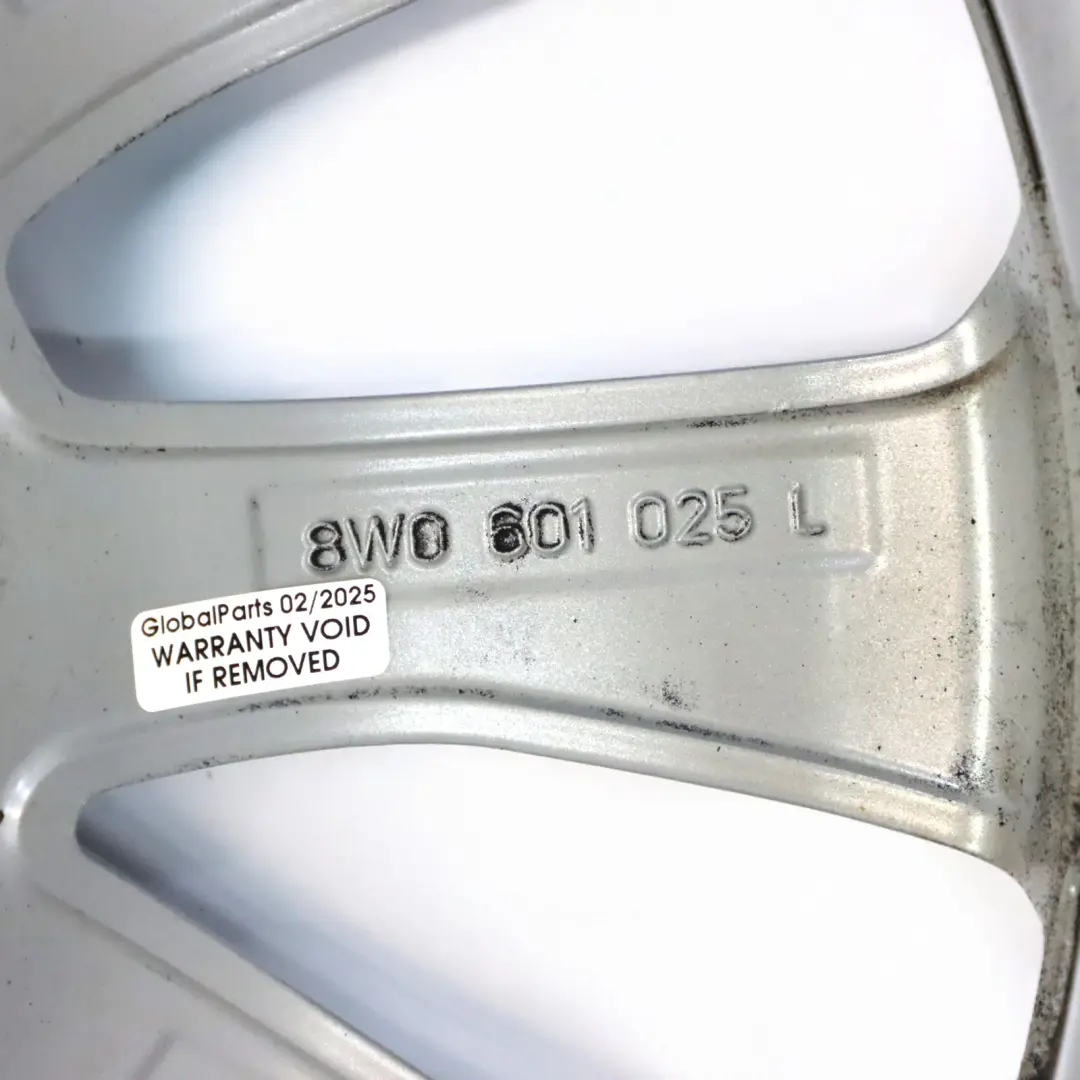 8W0 601 025 L
GlobalParts 02/2025
WARRANTY VOID
IF REMOVED